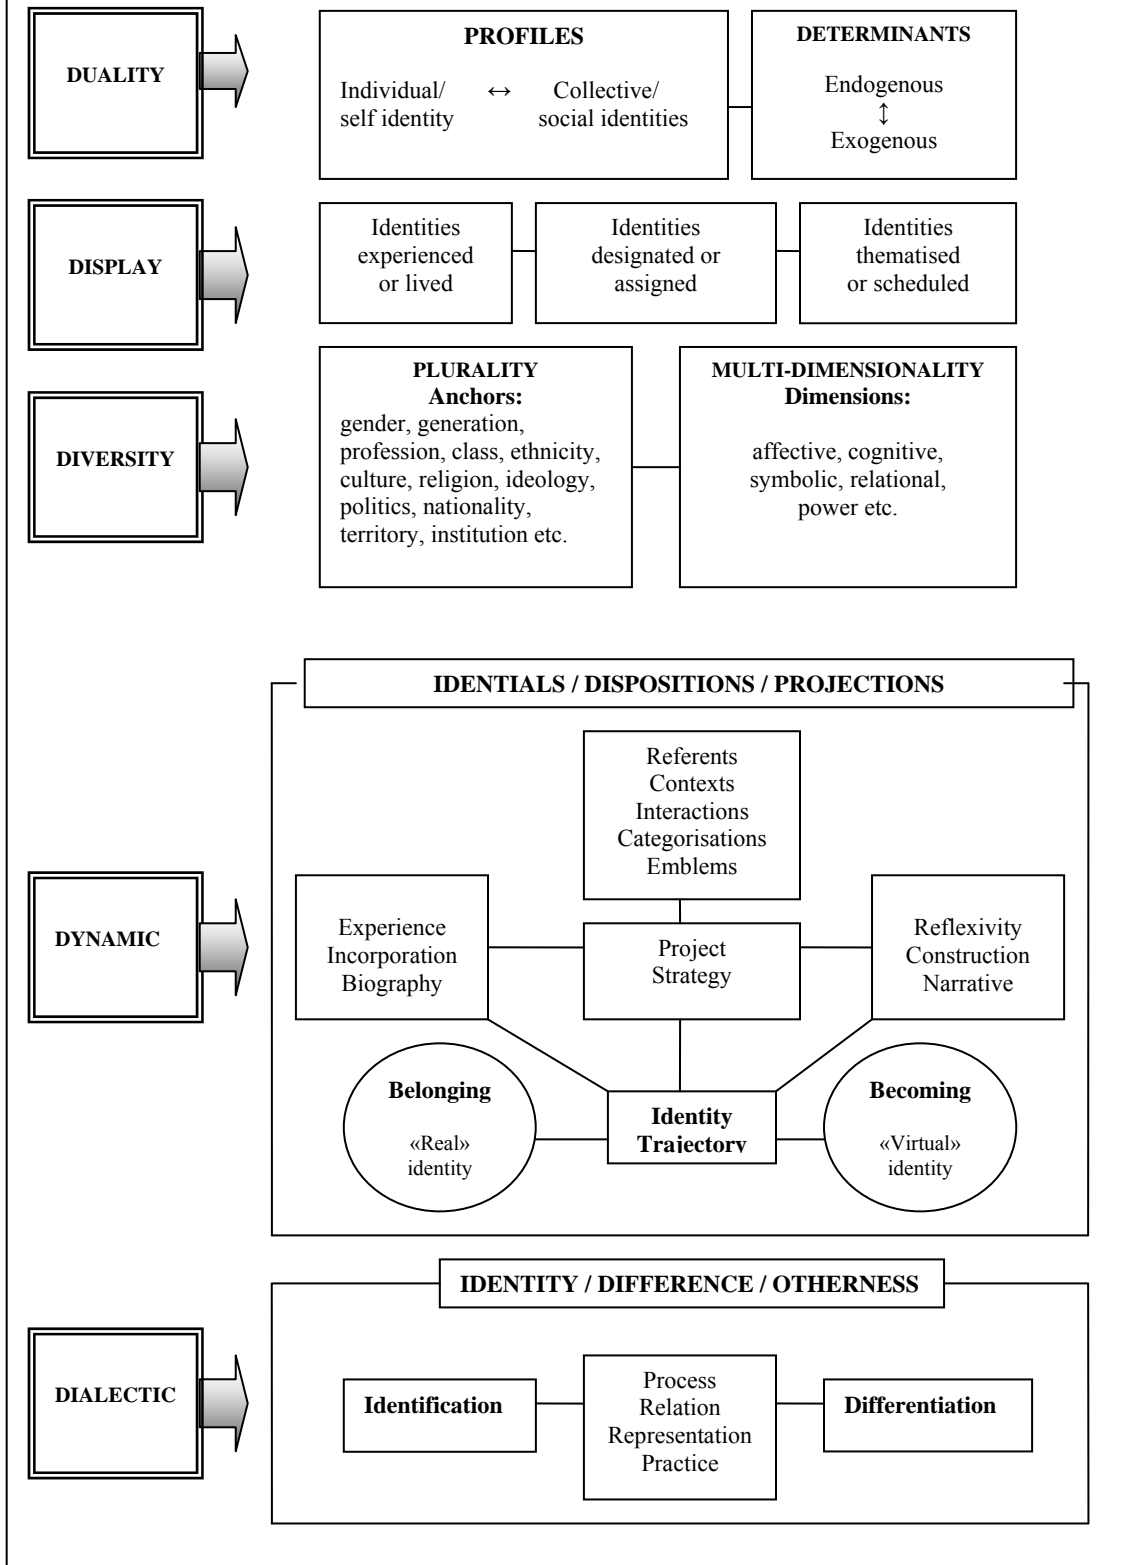 DUALITY
PROFILES
Individual/ ↔ Collective/
self identity social identities
DETERMINANTS
Endogenous
↕
Exogenous
DISPLAY
Identities
experienced
or lived
Identities
designated or
assigned
Identities
thematised
or scheduled
DIVERSITY
PLURALITY
Anchors:
gender, generation,
profession, class, ethnicity,
culture, religion, ideology,
politics, nationality,
territory, institution etc.
MULTI-DIMENSIONALITY
Dimensions:
affective, cognitive,
symbolic, relational,
power etc.
IDENTIALS / DISPOSITIONS / PROJECTIONS
DYNAMIC
Referents
Contexts
Interactions
Categorisations
Emblems
Experience
Incorporation
Biography
Project
Strategy
Reflexivity
Construction
Narrative
Belonging
«Real»
identity
Identity
Trajectory
Becoming
«Virtual»
identity
IDENTITY / DIFFERENCE / OTHERNESS
DIALECTIC
Identification
Process
Relation
Representation
Practice
Differentiation